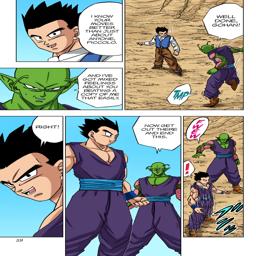 WELL
DONE,
GOHAN!
I KNOW
YOUR
MOVES
BETTER
THAN JUST
ABOUT
ANYONE,
PICCOLO.
AND I'VE
GOT MIXED
FEELINGS
ABOUT YOU
BEATING A
COPY OF ME
THAT EASILY.
NOW GET
OUT THERE
AND END
THIS.
RIGHT!